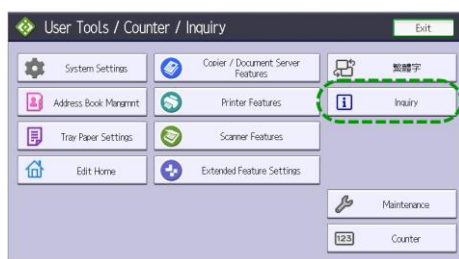 User Tools / Counter / Inquiry
Exit
System Settings
Copier / Document Server
Features
繁體字
Address Book Mangmnt
Printer Features
Inquiry
Tray Paper Settings
Scanner Features
Edit Home
Extended Feature Settings
Maintenance
123
Counter